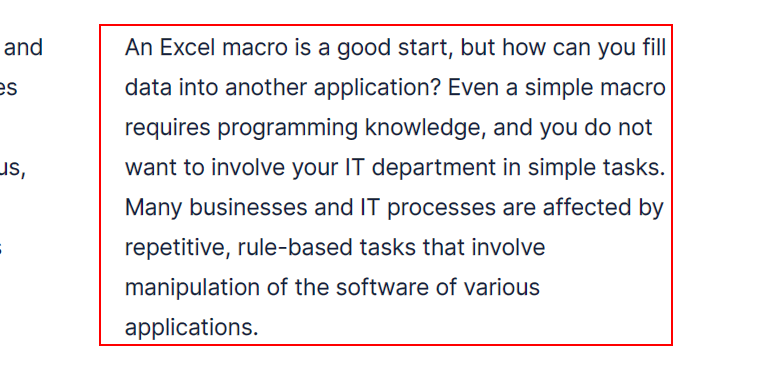 and
us,
An Excel macro is a good start, but how can you fill
data into another application? Even a simple macro
requires programming knowledge, and you do not
want to involve your IT department in simple tasks.
Many businesses and IT processes are affected by
repetitive, rule-based tasks that involve
manipulation of the software of various
applications.